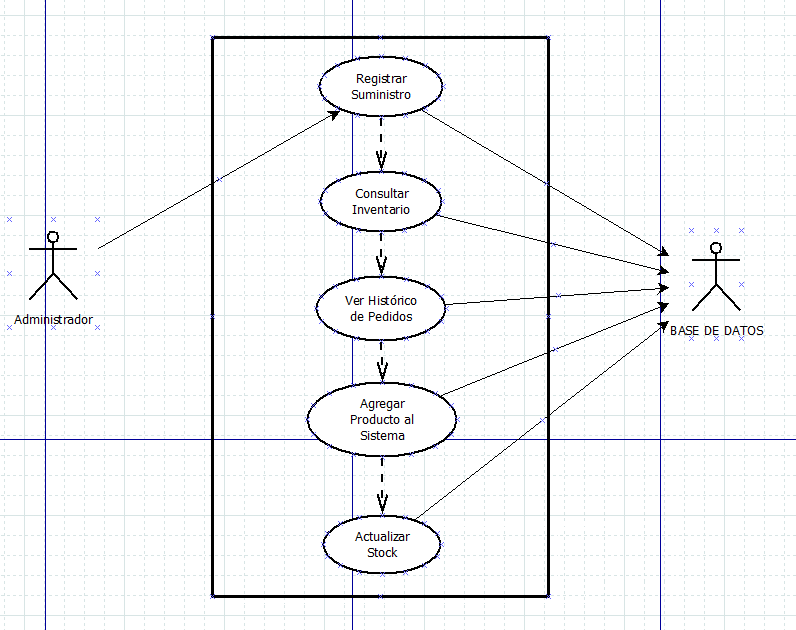 Registrar
Suministro
Consultar
Inventario
Ver Histórico
de Pedidos
Administrador
BASE DE DATOS
Agregar
Producto al
Sistema
Actualizar
Stock